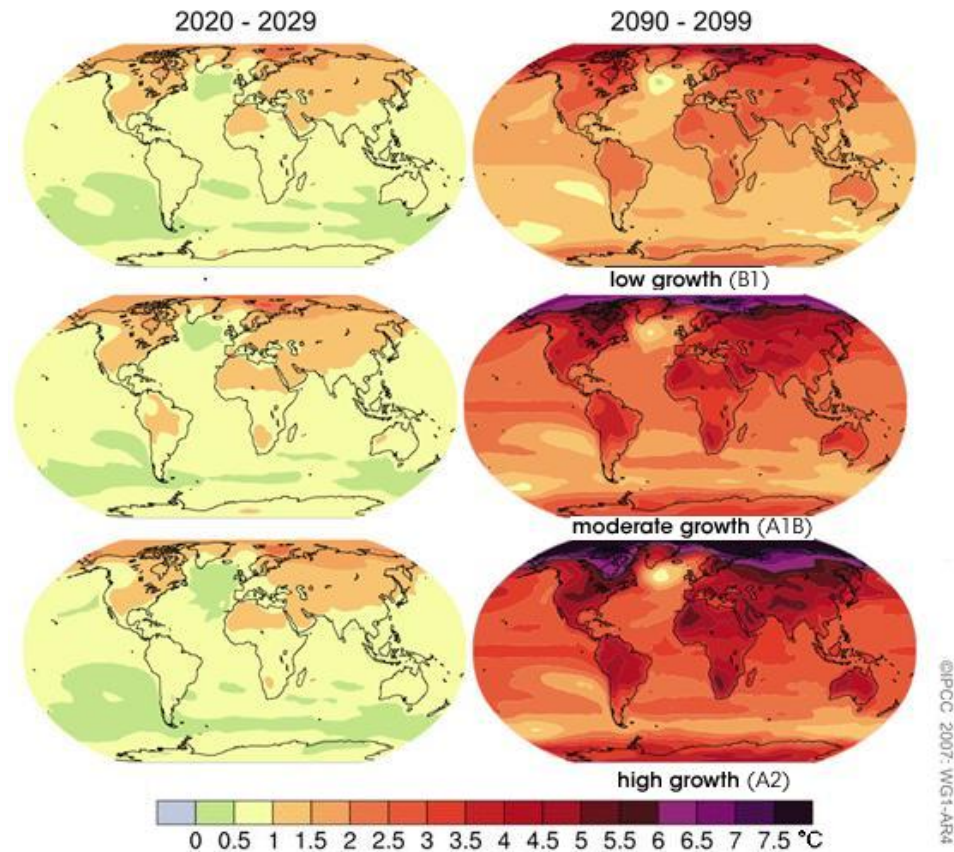 2020 - 2029 2090 - 2099
low growth (B1)
moderate growth (A1B)
high growth (A2)
0 0.5 1 1.5 2 2.5 3 3.5 4 4.5 5 5.5 6 6.5 7 7.5 °C
©IPCC 2007: WG1-AR4